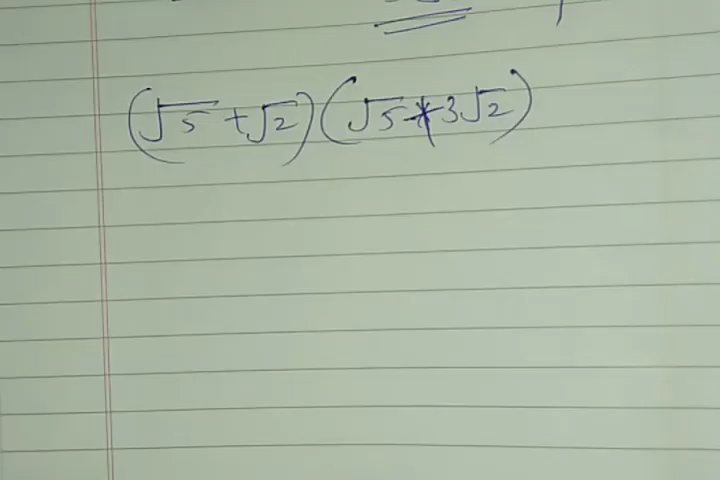 (√5 + √2)(√5 + 3√2)